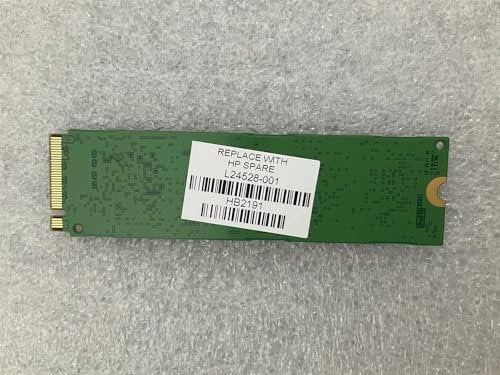 REPLACE WITH
HP SPARE
L24528-001
HB2191